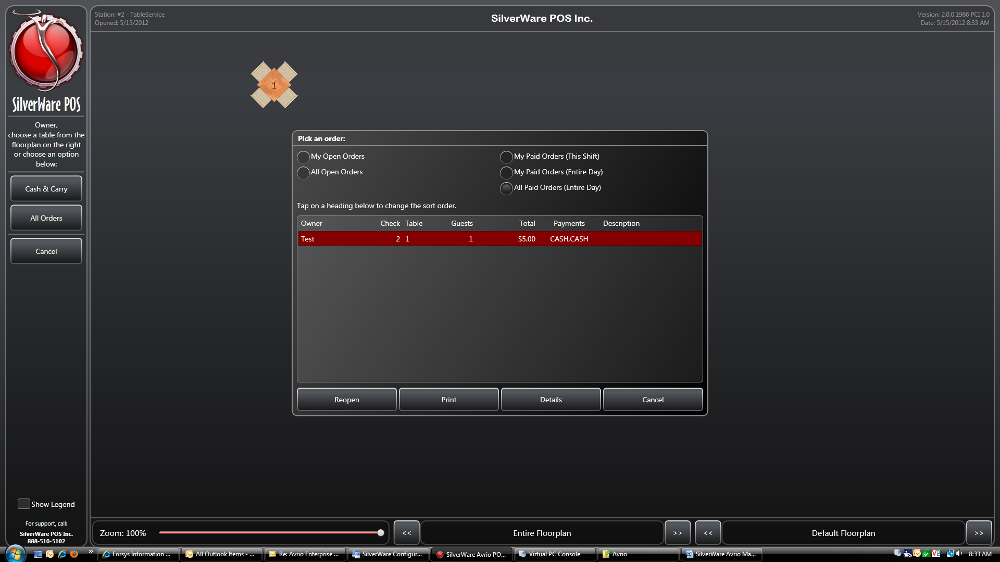 SilverWare POS
Owner,
choose a table from the
floorplan on the right
or choose an option
below:
Cash & Carry
All Orders
Cancel
Show Legend
For support, call:
SilverWare POS Inc.
888-510-5102
Station: #2 - TableService
Opened: 5/15/2012
SilverWare POS Inc.
Version: 2.0.0.1966 PCI 1.0
Date: 5/15/2012 8:33 AM
1
Pick an order:
My Open Orders
My Paid Orders (This Shift)
All Open Orders
My Paid Orders (Entire Day)
All Paid Orders (Entire Day)
Tap on a heading below to change the sort order.
Owner Check Table Guests Total Payments Description
Test 2 1 1 $5.00 CASH,CASH
Reopen Print Details Cancel
Zoom: 100% << Entire Floorplan >> << Default Floorplan >>
» Forsys Information ... All Outlook Items - ... Re: Avrio Enterprise ... SilverWare Configur... SilverWare Avrio PO... Virtual PC Console Avrio SilverWare Avrio Ma... 8:33 AM